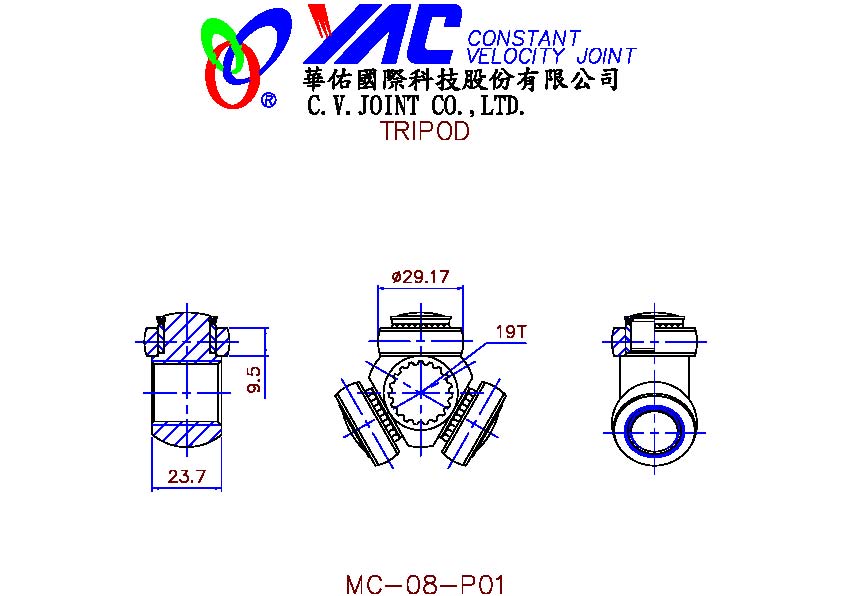 YAC CONSTANT
VELOCITY JOINT
華佑國際科技股份有限公司
® C.V.JOINT CO.,LTD.
TRIPOD
ø29.17
19T
9.5
23.7
MC-08-P01